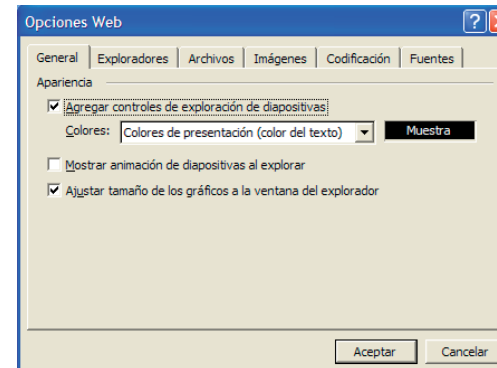 Opciones Web
General Exploradores Archivos Imágenes Codificación Fuentes
Apariencia
Agregar controles de exploración de diapositivas
Colores: Colores de presentación (color del texto) Muestra
Mostrar animación de diapositivas al explorar
Ajustar tamaño de los gráficos a la ventana del explorador
Aceptar Cancelar